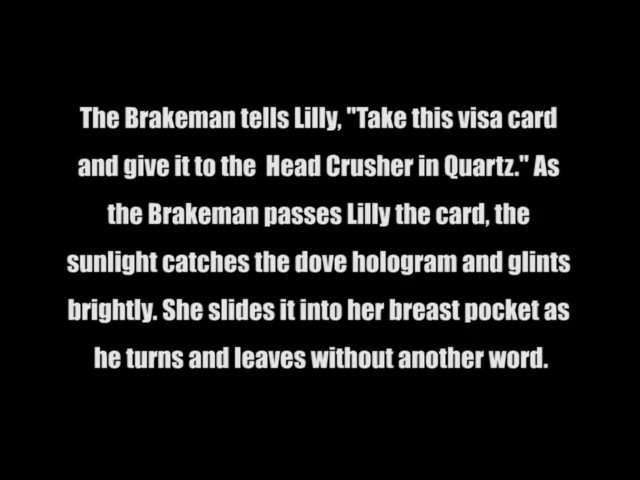 The Brakeman tells Lilly, "Take this visa card
and give it to the  Head Crusher in Quartz." As
the Brakeman passes Lilly the card, the
sunlight catches the dove hologram and glints
brightly. She slides it into her breast pocket as
he turns and leaves without another word.